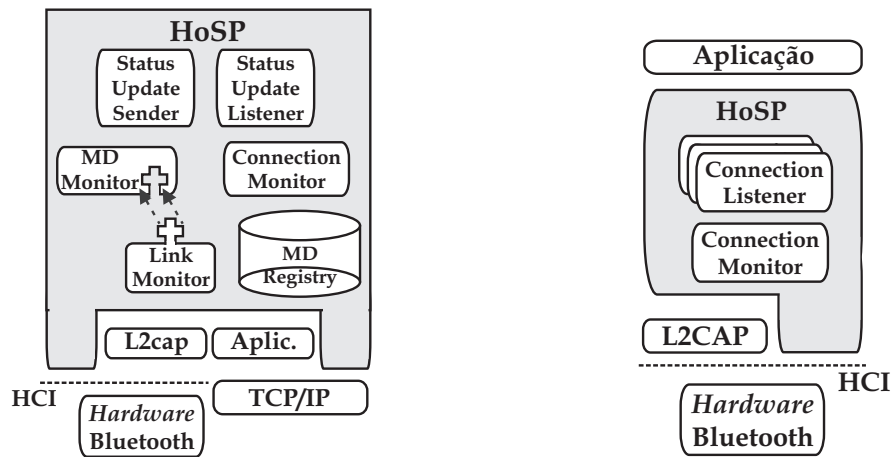 HoSP
Status
Update
Sender
Status
Update
Listener
MD
Monitor
Connection
Monitor
Link
Monitor
MD
Registry
L2cap
Aplic.
HCI
TCP/IP
Hardware
Bluetooth
Aplicação
HoSP
Connection
Listener
Connection
Monitor
L2CAP
HCI
Hardware
Bluetooth